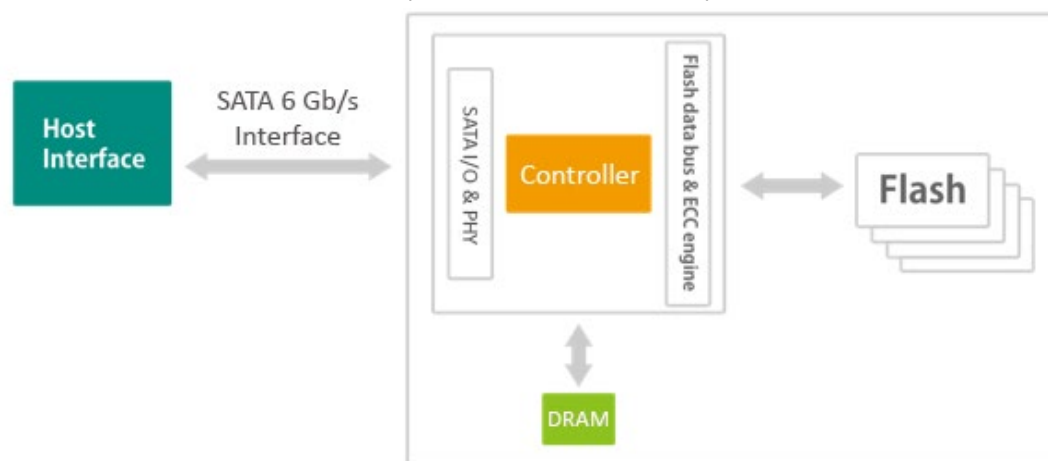 SATA 6 Gb/s
Interface
Host
Interface
SATA I/O & PHY
Controller
Flash data bus & ECC engine
Flash
DRAM